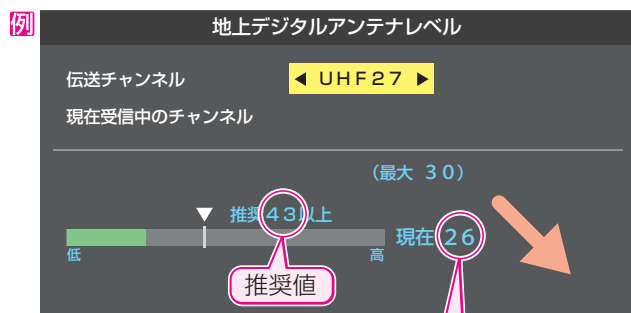 例
地上デジタルアンテナレベル
伝送チャンネル
◀ UHF27 ▶
現在受信中のチャンネル
(最大 30)
▼ 推奨43以上
現在 26
低 高
推奨値